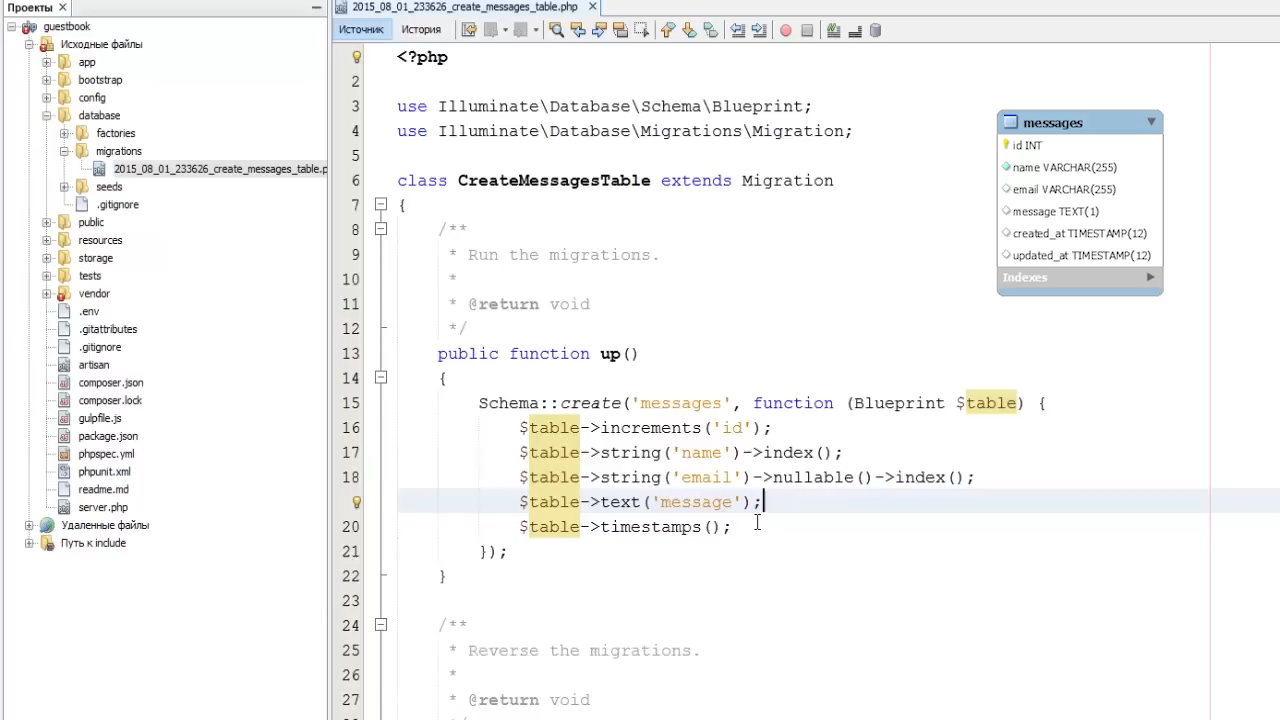 Проекты
guestbook
Исходные файлы
app
bootstrap
config
database
factories
migrations
2015_08_01_233626_create_messages_table.p
seeds
.gitignore
public
resources
storage
tests
vendor
.env
.gitattributes
.gitignore
artisan
composer.json
composer.lock
gulpfile.js
package.json
phpspec.yml
phpunit.xml
readme.md
server.php
Удаленные файлы
Путь к include
2015_08_01_233626_create_messages_table.php
Источник История
<?php
2
3 use Illuminate\Database\Schema\Blueprint;
4 use Illuminate\Database\Migrations\Migration;
5
6 class CreateMessagesTable extends Migration
7 {
8 /**
9 * Run the migrations.
10 *
11 * @return void
12 */
13 public function up()
14 {
15 Schema::create('messages', function (Blueprint $table) {
16 $table->increments('id');
17 $table->string('name')->index();
18 $table->string('email')->nullable()->index();
$table->text('message');
20 $table->timestamps();
21 });
22 }
23
24 /**
25 * Reverse the migrations.
26 *
27 * @return void
messages
id INT
name VARCHAR(255)
email VARCHAR(255)
message TEXT(1)
created_at TIMESTAMP(12)
updated_at TIMESTAMP(12)
Indexes